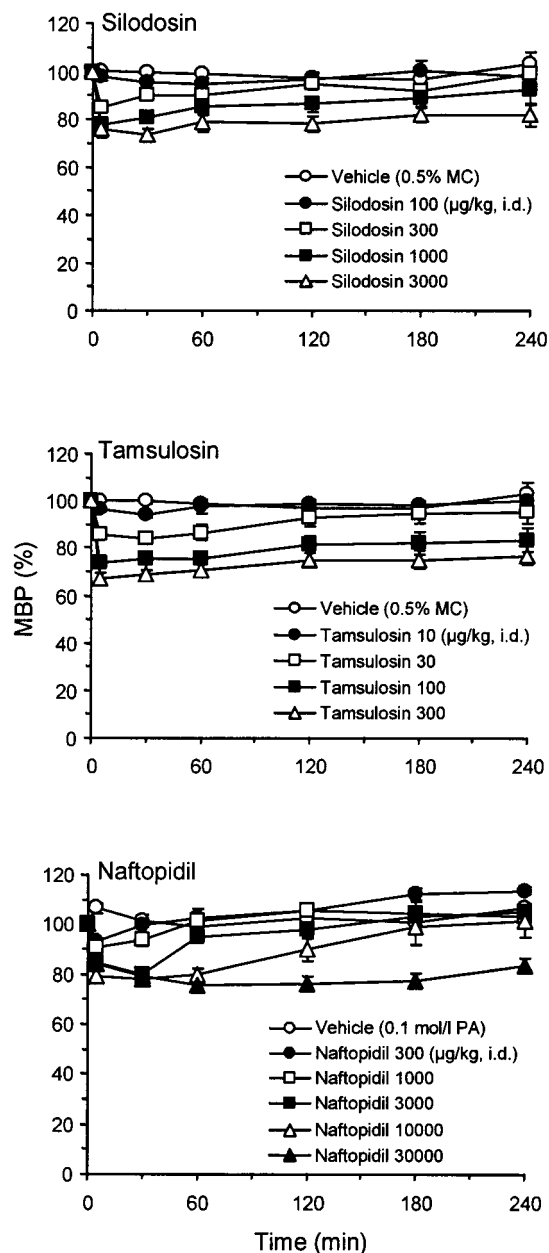 Silodosin
120
100
80
60
40
20
0
Vehicle (0.5% MC)
Silodosin 100 (µg/kg, i.d.)
Silodosin 300
Silodosin 1000
Silodosin 3000
0 60 120 180 240
Tamsulosin
120
100
80
60
40
20
0
MBP (%)
Vehicle (0.5% MC)
Tamsulosin 10 (µg/kg, i.d.)
Tamsulosin 30
Tamsulosin 100
Tamsulosin 300
0 60 120 180 240
Naftopidil
120
100
80
60
40
20
0
Vehicle (0.1 mol/l PA)
Naftopidil 300 (µg/kg, i.d.)
Naftopidil 1000
Naftopidil 3000
Naftopidil 10000
Naftopidil 30000
0 60 120 180 240
Time (min)